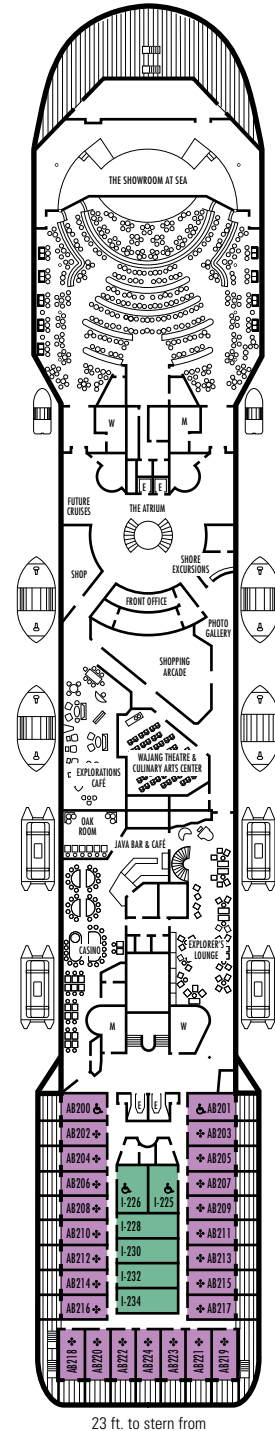 THE SHOWROOM AT SEA
W
M
E E
FUTURE
CRUISES
THE ATRIUM
SHOP
SHORE
EXCURSIONS
FRONT OFFICE
PHOTO
GALLERY
SHOPPING
ARCADE
WAJANG THEATRE &
CULINARY ARTS CENTER
EXPLORATIONS
CAFÉ
OAK
ROOM
JAVA BAR & CAFÉ
CASINO
EXPLORER'S
LOUNGE
M
W
E E
AB200
AB201
AB202
AB203
AB204
AB205
AB206
AB207
I-226
I-225
AB208
AB209
I-228
AB210
AB211
I-230
AB212
AB213
I-232
AB214
AB215
I-234
AB216
AB217
AB218
AB220
AB222
AB224
AB223
AB221
AB219
23 ft. to stern from